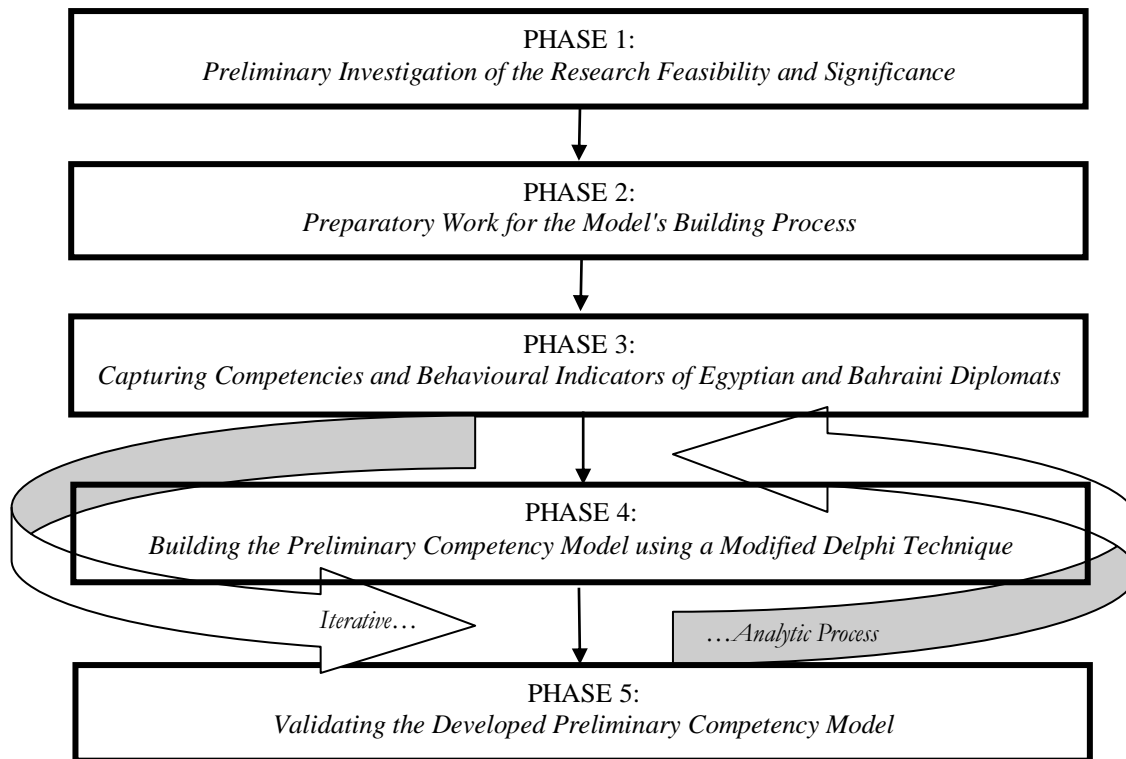 PHASE 1:
Preliminary Investigation of the Research Feasibility and Significance
PHASE 2:
Preparatory Work for the Model's Building Process
PHASE 3:
Capturing Competencies and Behavioural Indicators of Egyptian and Bahraini Diplomats
PHASE 4:
Building the Preliminary Competency Model using a Modified Delphi Technique
Iterative…
…Analytic Process
PHASE 5:
Validating the Developed Preliminary Competency Model